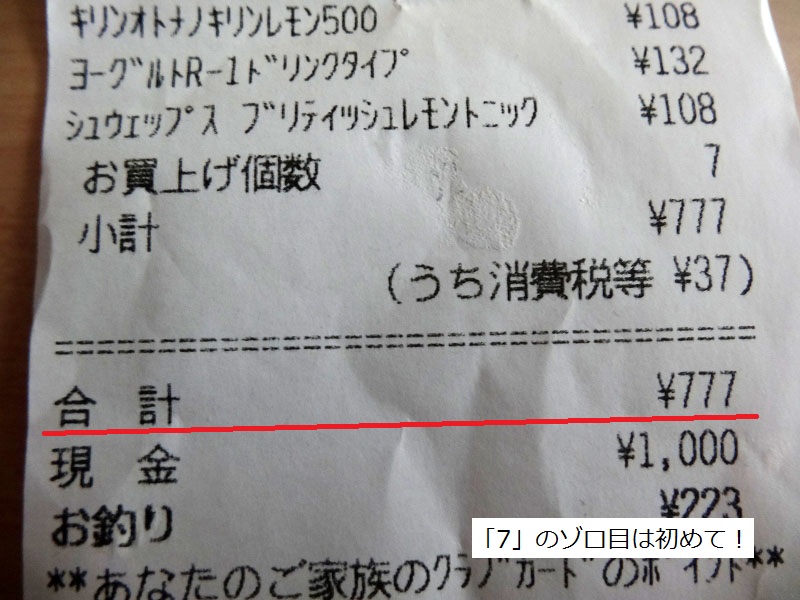 ｷﾘﾝｵﾄﾅﾉｷﾘﾝﾚﾓﾝ500 ¥108
ﾖｰｸﾞﾙﾄR-1ﾄﾞﾘﾝｸﾀｲﾌﾟ ¥132
ｼｭｳｪｯﾌﾟｽ ﾌﾞﾘﾃｨｯｼｭﾚﾓﾝﾄﾆｯｸ ¥108
お買上げ個数 7
小計 ¥777
(うち消費税等 ¥37)
==============================
合 計 ¥777
現 金 ¥1,000
お釣り ¥223
「7」のゾロ目は初めて！
**あなたのご家族のｸﾗﾌﾞｶｰﾄﾞのﾎﾟｲﾝﾄ**